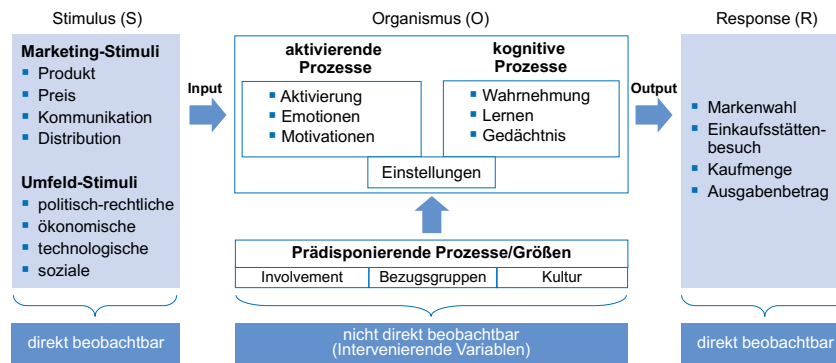 Stimulus (S)
Marketing-Stimuli
Produkt
Preis
Kommunikation
Distribution
Umfeld-Stimuli
politisch-rechtliche
ökonomische
technologische
soziale
direkt beobachtbar
Input
Organismus (O)
aktivierende
Prozesse
Aktivierung
Emotionen
Motivationen
kognitive
Prozesse
Wahrnehmung
Lernen
Gedächtnis
Einstellungen
Prädisponierende Prozesse/Größen
Involvement
Bezugsgruppen
Kultur
nicht direkt beobachtbar
(Intervenierende Variablen)
Output
Response (R)
Markenwahl
Einkaufsstätten-
besuch
Kaufmenge
Ausgabenbetrag
direkt beobachtbar